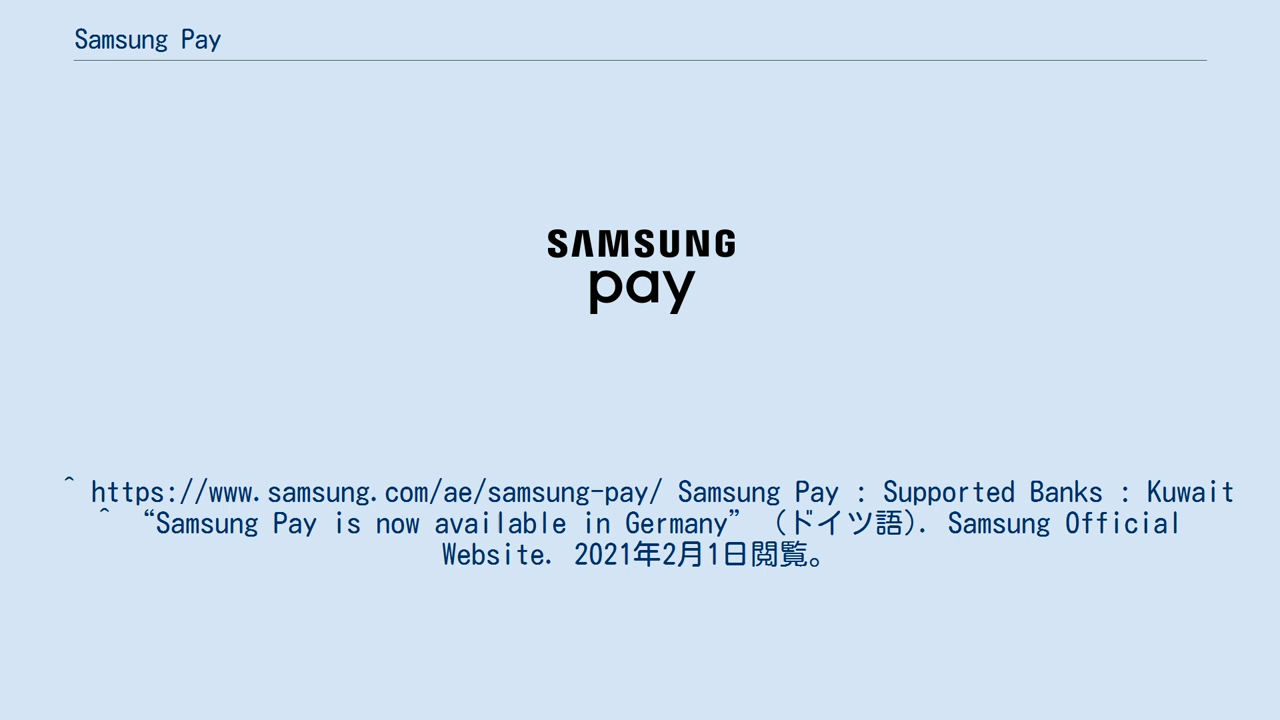 Samsung Pay
SAMSUNG
pay
^ https://www.samsung.com/ae/samsung-pay/ Samsung Pay : Supported Banks : Kuwait
^ “Samsung Pay is now available in Germany” （ドイツ語）. Samsung Official
Website. 2021年2月1日閲覧。